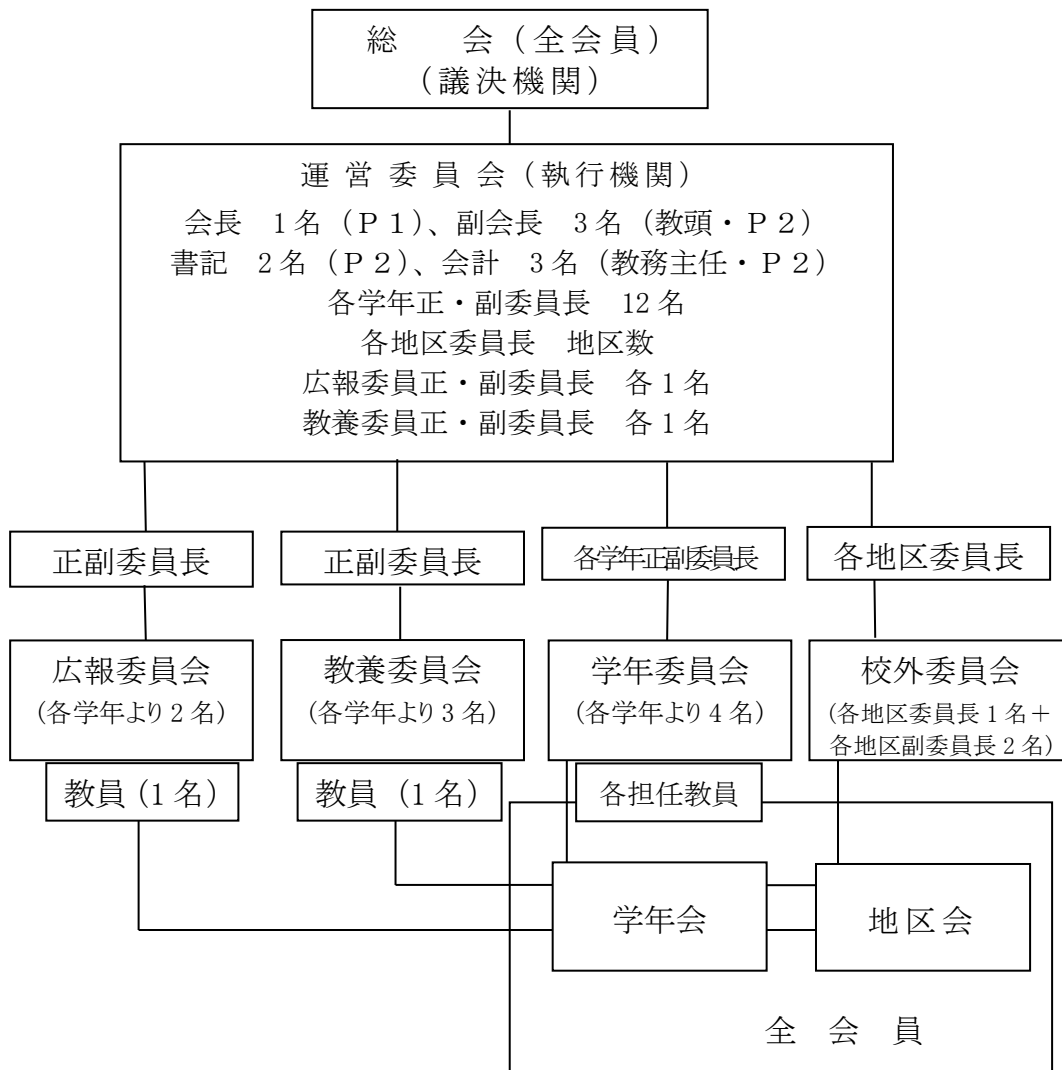 総　会（全会員）
（議決機関）
運営委員会（執行機関）
会長　1名（Ｐ１）、副会長　3名（教頭・Ｐ２）
書記　2名（Ｐ２）、会計　3名（教務主任・Ｐ２）
各学年正・副委員長　12名
各地区委員長　地区数
広報委員正・副委員長　各1名
教養委員正・副委員長　各1名
正副委員長
正副委員長
各学年正副委員長
各地区委員長
広報委員会
(各学年より2名)
教養委員会
(各学年より3名)
学年委員会
(各学年より4名)
校外委員会
(各地区委員長1名＋
各地区副委員長2名)
教員（1名）
教員（1名）
各担任教員
学年会
地区会
全会員